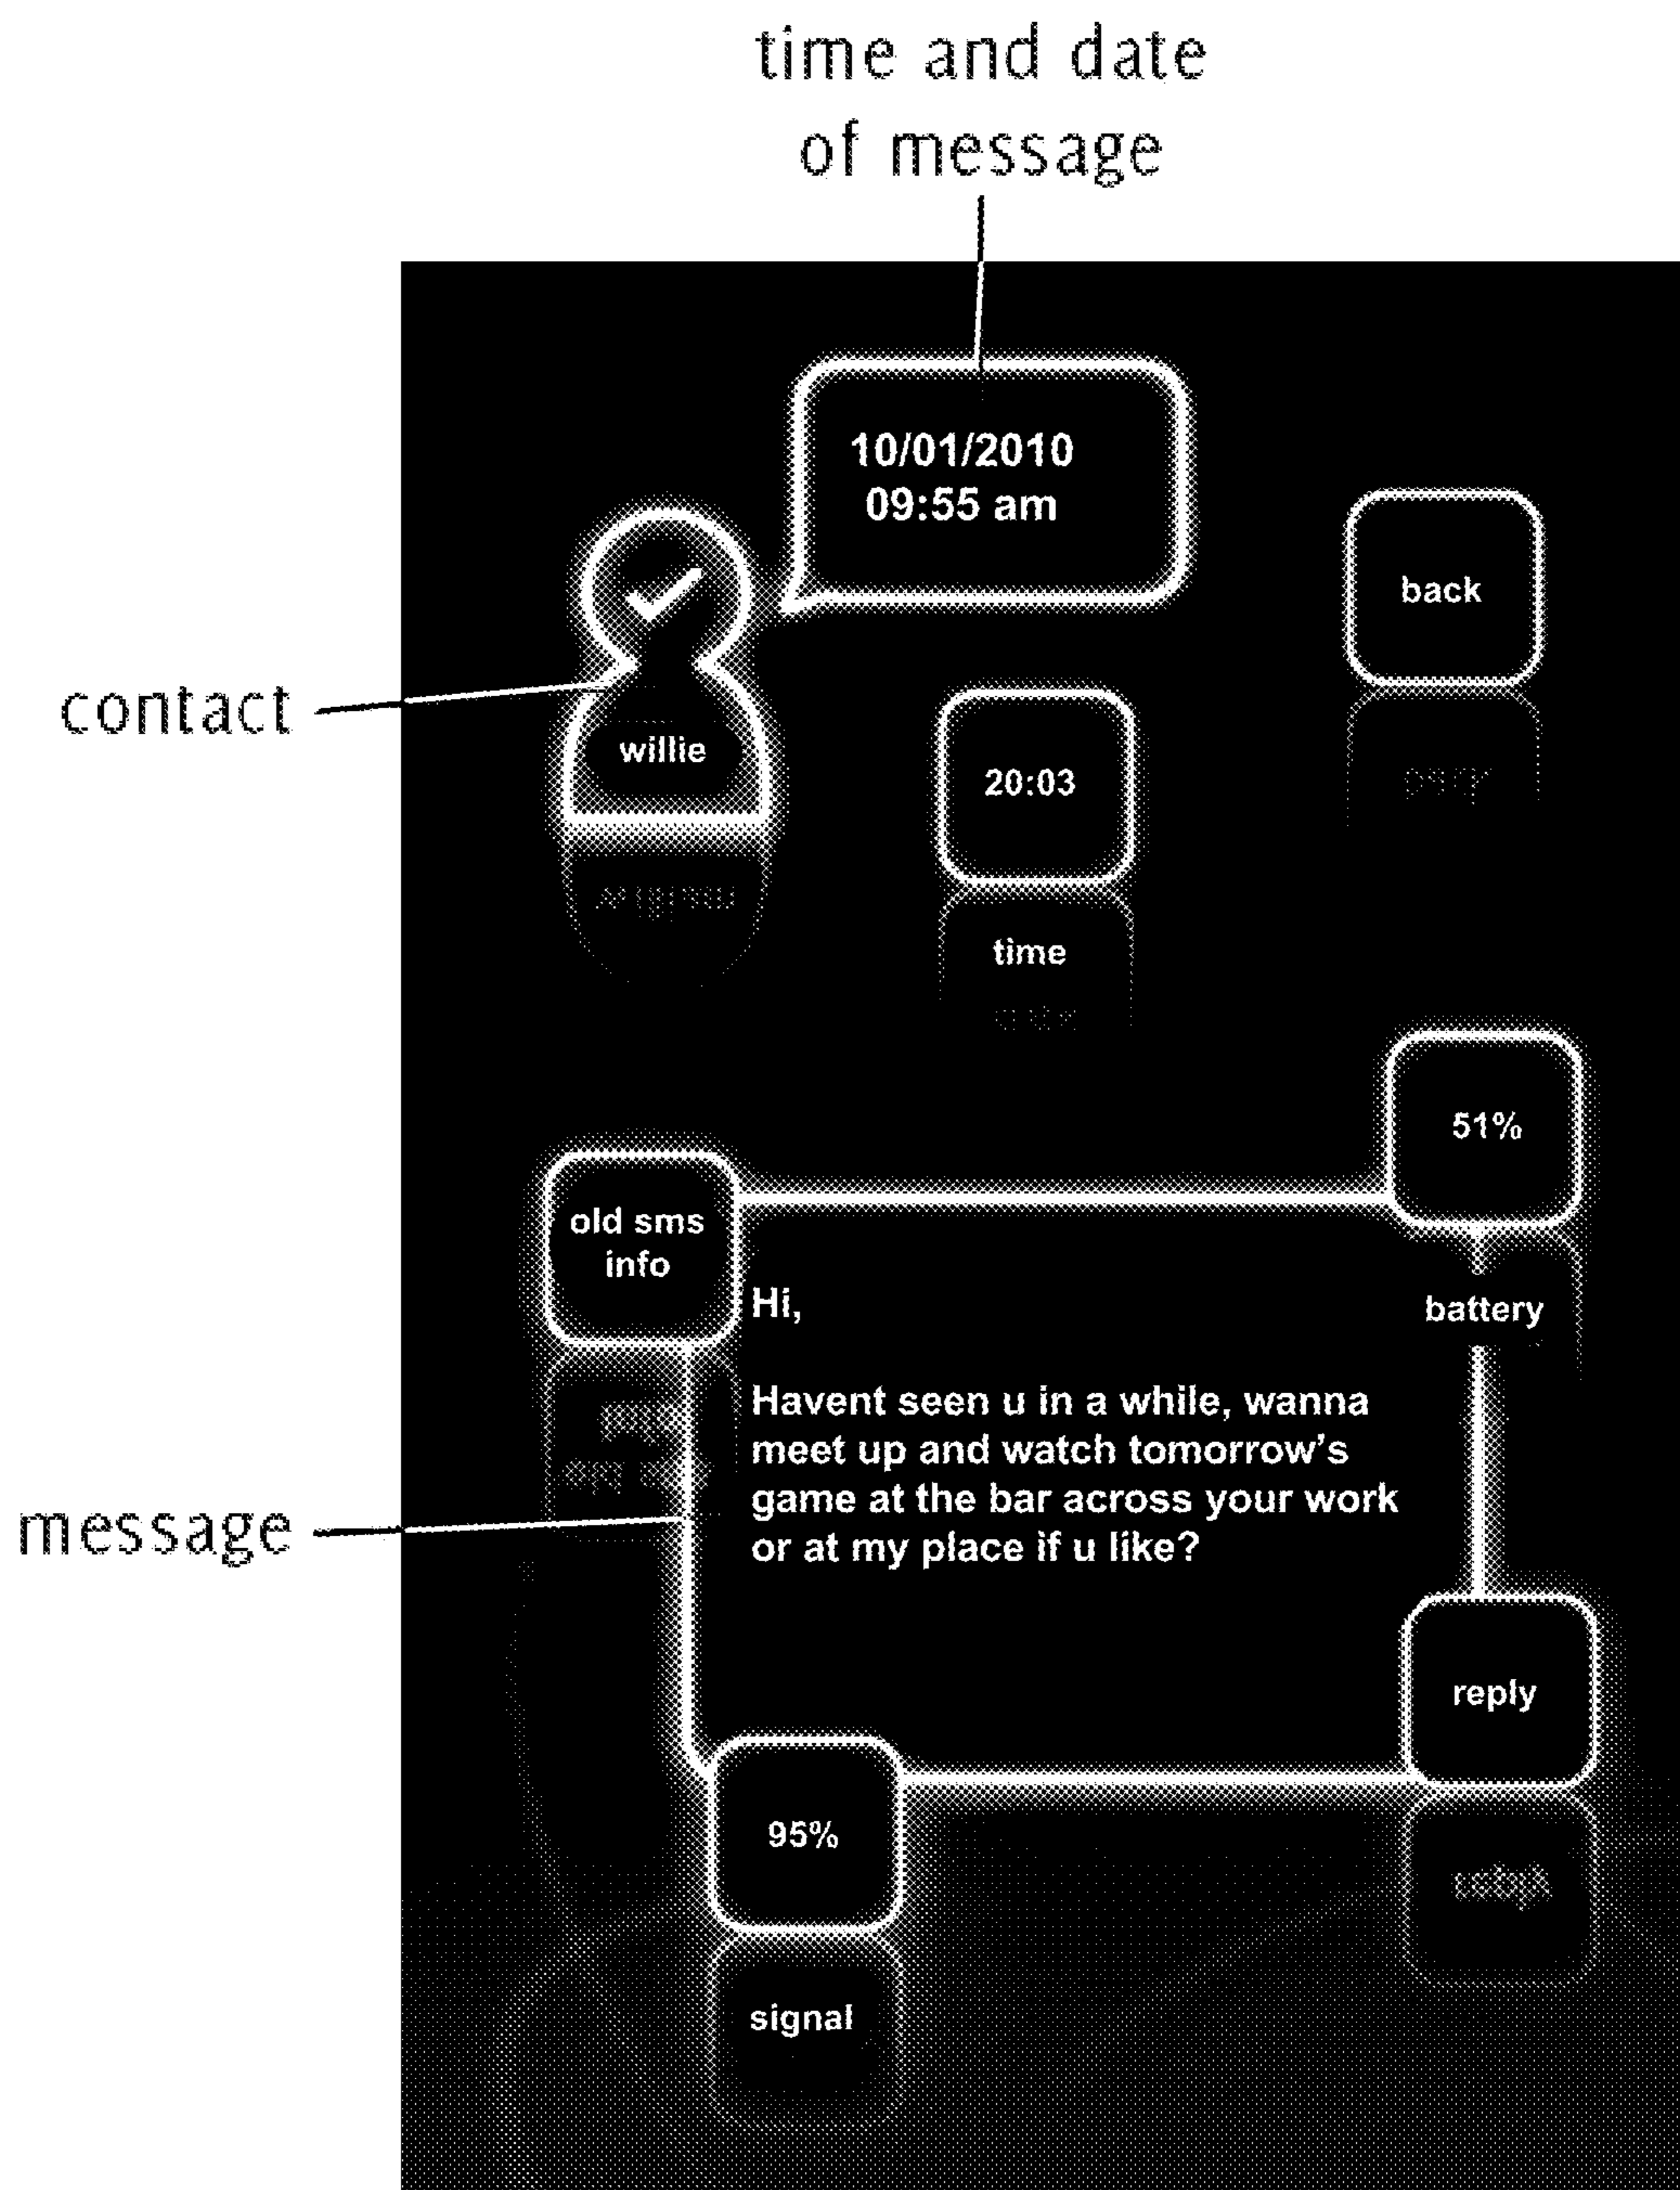 time and date
of message
10/01/2010
09:55 am
back
contact
willie
20:03
time
51%
old sms
info
battery
Hi,
Havent seen u in a while, wanna
meet up and watch tomorrow's
game at the bar across your work
or at my place if u like?
message
reply
95%
signal